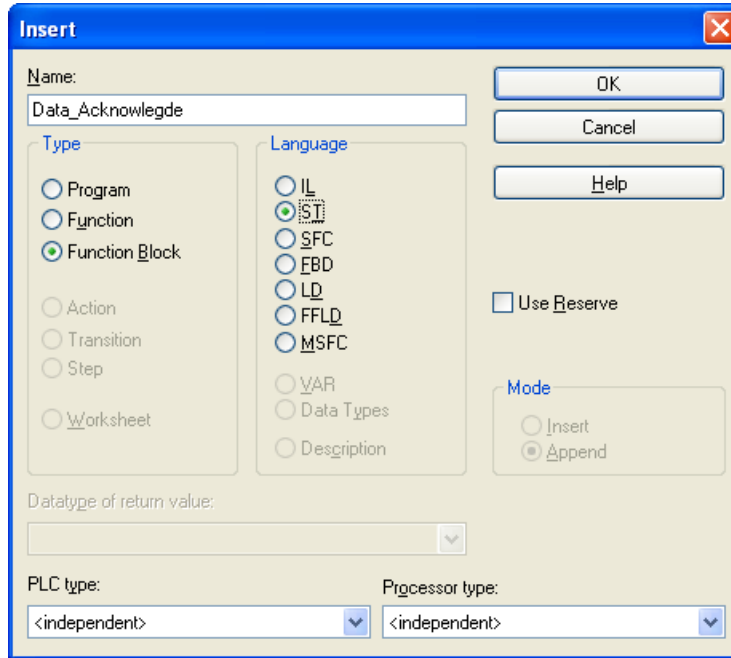 Insert
Name:
Data_Acknowlegde
OK
Cancel
Help
Type
Program
Function
Function Block
Action
Transition
Step
Worksheet
Language
IL
ST
SFC
FBD
LD
FFLD
MSFC
VAR
Data Types
Description
Use Reserve
Mode
Insert
Append
Datatype of return value:
PLC type:
<independent>
Processor type:
<independent>